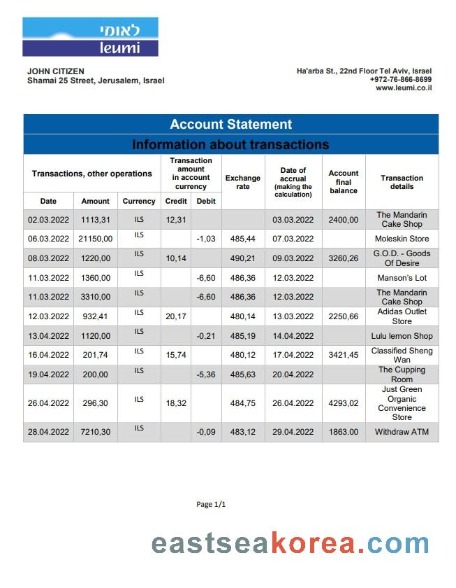 לאומי
leumi
JOHN CITIZEN
Shamai 25 Street, Jerusalem, Israel
Ha'arba St., 22nd Floor Tel Aviv, Israel
+972-76-866-8699
www.leumi.co.il
Account Statement
Information about transactions
Transactions, other operations
Transaction amount in account currency
Exchange rate
Date of accrual (making the calculation)
Account final balance
Transaction details
Date Amount Currency Credit Debit
02.03.2022 1113,31 ILS 12,31 03.03.2022 2400,00 The Mandarin Cake Shop
06.03.2022 21150,00 ILS -1,03 485,44 07.03.2022 Moleskin Store
08.03.2022 1220,00 ILS 10,14 490,21 09.03.2022 3260,26 G.O.D. - Goods Of Desire
11.03.2022 1360,00 ILS -6,60 486,36 12.03.2022 Manson's Lot
11.03.2022 3310,00 ILS -6,60 486,36 12.03.2022 The Mandarin Cake Shop
12.03.2022 932,41 ILS 20,17 480,14 13.03.2022 2250,66 Adidas Outlet Store
13.04.2022 1120,00 ILS -0,21 485,19 14.04.2022 Lulu lemon Shop
16.04.2022 201,74 ILS 15,74 480,12 17.04.2022 3421,45 Classified Sheng Wan
19.04.2022 200,00 ILS -5,36 485,63 20.04.2022 The Cupping Room
26.04.2022 296,30 ILS 18,32 484,75 26.04.2022 4293,02 Just Green Organic Convenience Store
28.04.2022 7210,30 ILS -0,09 483,12 29.04.2022 1863.00 Withdraw ATM
Page 1/1
eastseakorea.com